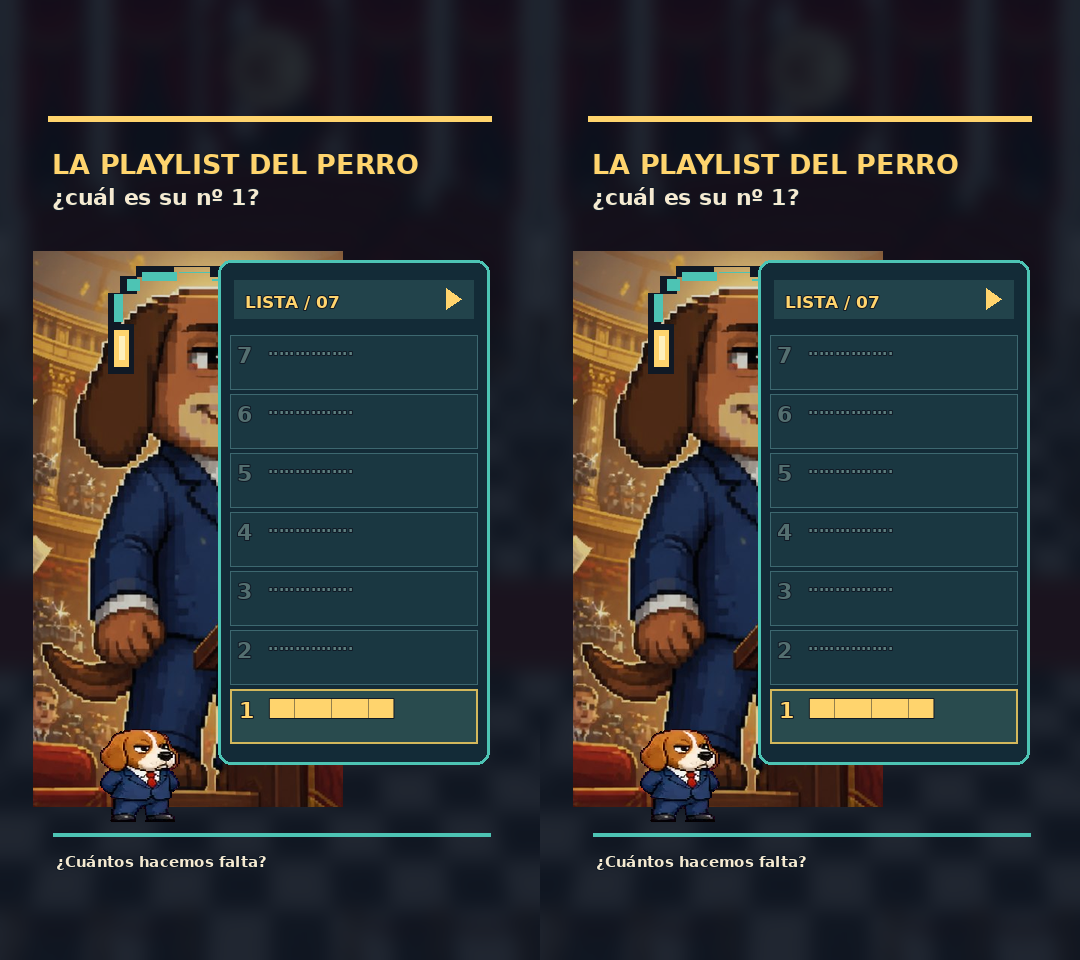 LA PLAYLIST DEL PERRO
¿cuál es su nº 1?
LISTA / 07
7
6
5
4
3
2
1
¿Cuántos hacemos falta?
LA PLAYLIST DEL PERRO
¿cuál es su nº 1?
LISTA / 07
7
6
5
4
3
2
1
¿Cuántos hacemos falta?